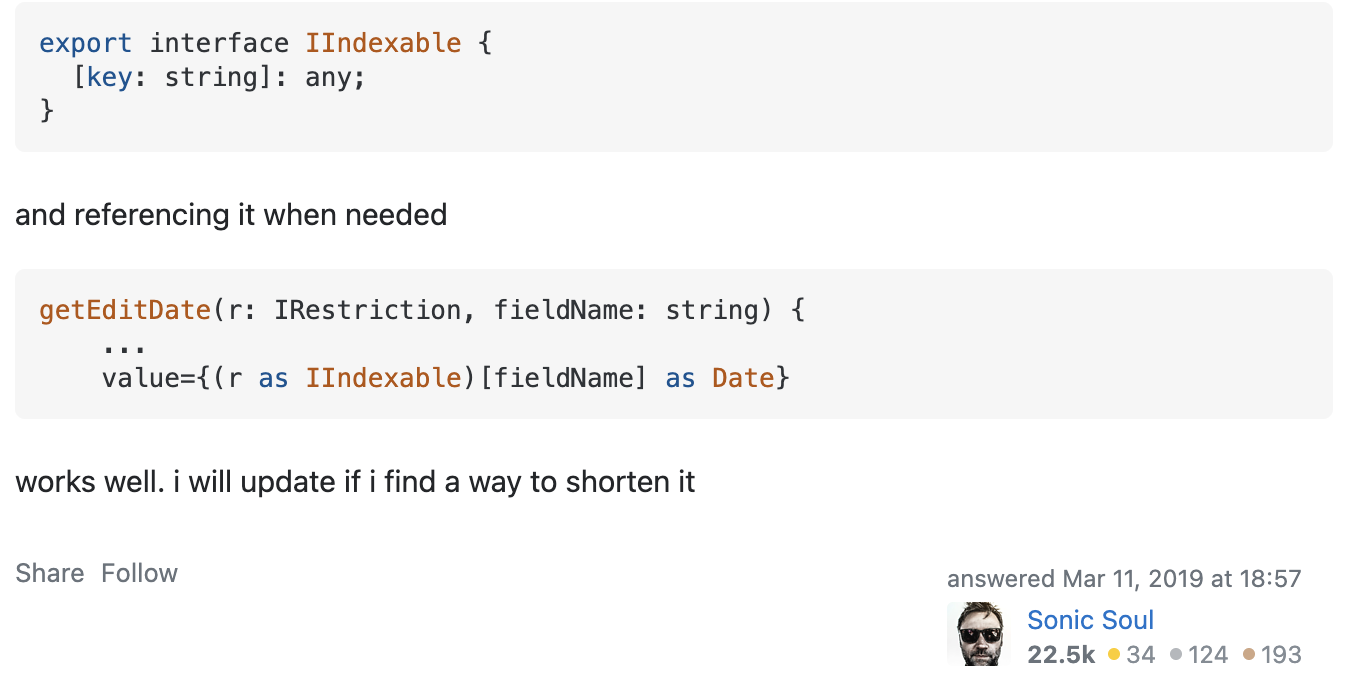 export interface IIndexable {
  [key: string]: any;
}
and referencing it when needed
getEditDate(r: IRestriction, fieldName: string) {
    ...
    value={(r as IIndexable)[fieldName] as Date}
works well. i will update if i find a way to shorten it
Share Follow
answered Mar 11, 2019 at 18:57
Sonic Soul
22.5k 34 124 193